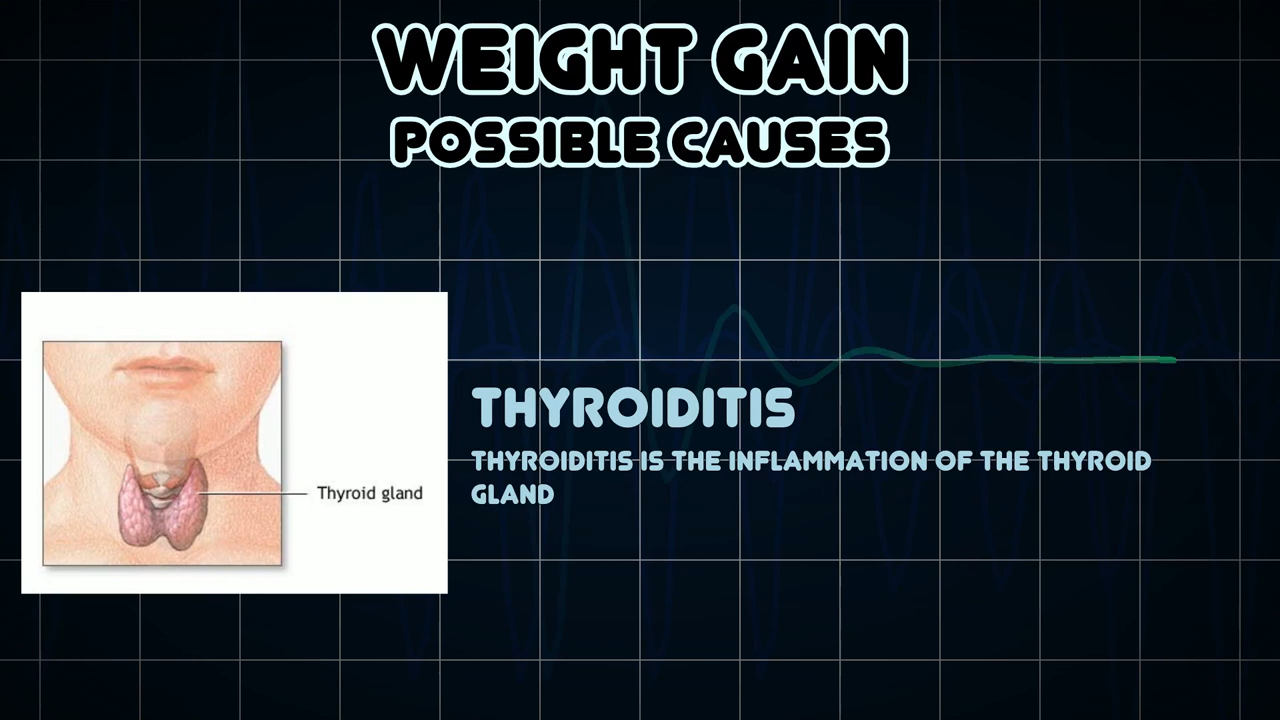 WEIGHT GAIN
POSSIBLE CAUSES
Thyroid gland
THYROIDITIS
THYROIDITIS IS THE INFLAMMATION OF THE THYROID
GLAND